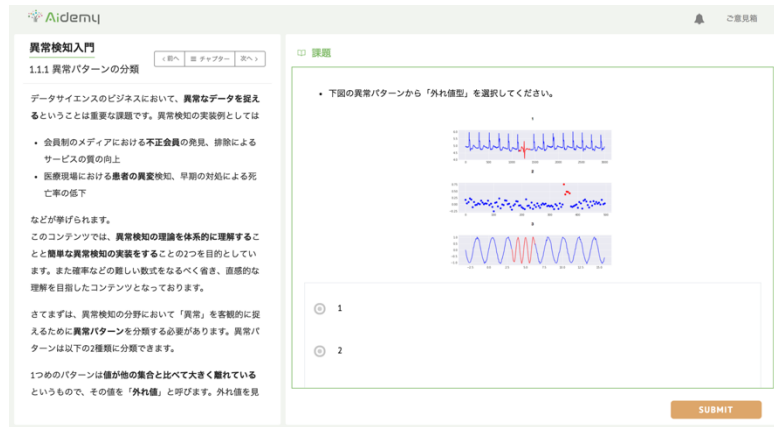 Aidemy
ご意見箱
異常検知入門
1.1.1 異常パターンの分類
< 前へ
チャプター
次へ >
データサイエンスのビジネスにおいて、異常なデータを捉え
るということは重要な課題です。異常検知の実装例としては
• 会員制のメディアにおける不正会員の発見、排除による
サービスの質の向上
• 医療現場における患者の異変検知、早期の対処による死
亡率の低下
などが挙げられます。
このコンテンツでは、異常検知の理論を体系的に理解するこ
とと簡単な異常検知の実装をすることの2つを目的としてい
ます。また確率などの難しい数式をなるべく省き、直感的な
理解を目指したコンテンツとなっております。
さてまずは、異常検知の分野において「異常」を客観的に捉
えるために異常パターンを分類する必要があります。異常パ
ターンは以下の2種類に分類できます。
1つめのパターンは値が他の集合と比べて大きく離れている
というもので、その値を「外れ値」と呼びます。外れ値を見
課題
• 下図の異常パターンから「外れ値型」を選択してください。
1
2
3
1
2
SUBMIT